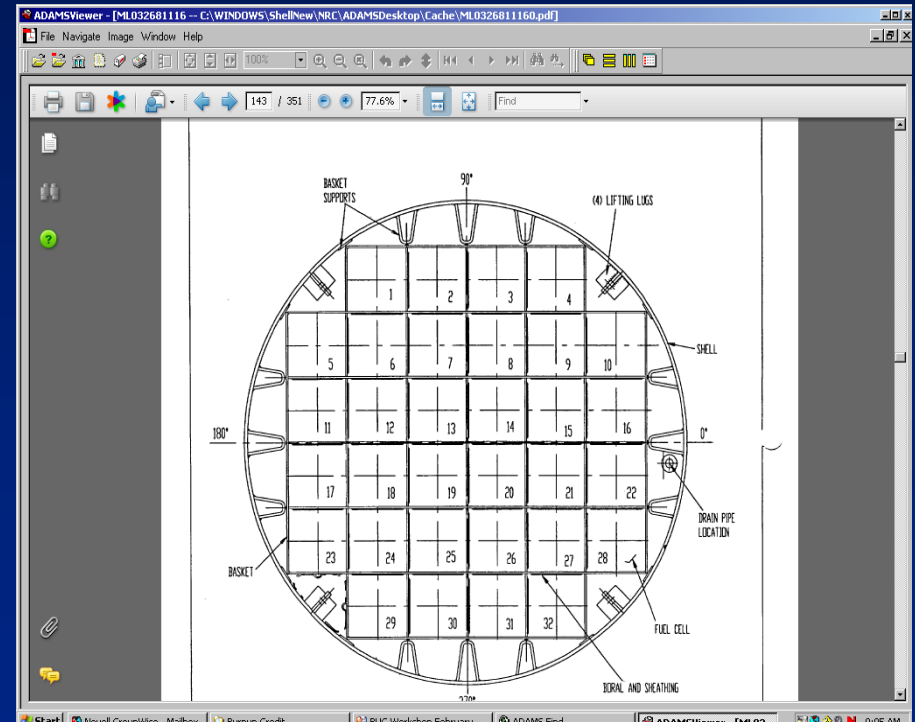 ADAMSViewer - [ML032681116 -- C:\WINDOWS\ShellNew\NRC\ADAMSDesktop\Cache\ML0326811160.pdf]
File Navigate Image Window Help
100%
143 / 351 77.6% Find
BASKET
SUPPORTS
90°
(4) LIFTING LUGS
1 2 3 4
SHELL
5 6 7 8 9 10
11 12 13 14 15 16
180° 0°
17 18 19 20 21 22
DRAIN PIPE
LOCATION
23 24 25 26 27 28
BASKET
29 30 31 32
FUEL CELL
BORAL AND SHEATHING
270°
Start Novell GroupWise - Mailbox Burnup Credit BUC Workshop February ADAMS Find ADAMSViewer - [ML03... 9:05 AM